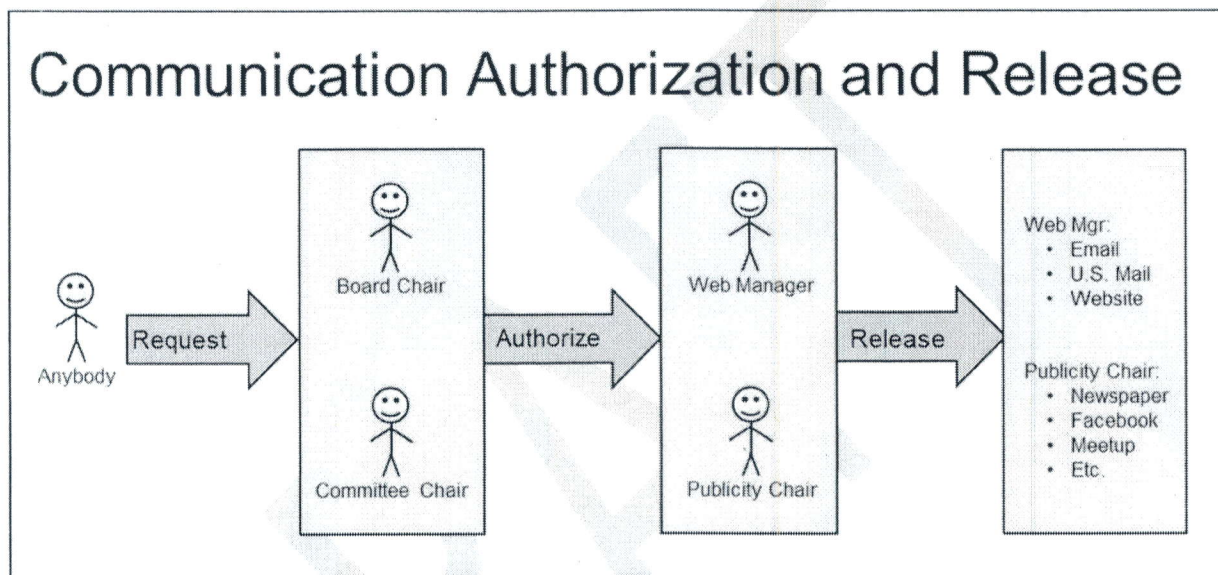 Communication Authorization and Release
Anybody
Request
Board Chair
Committee Chair
Authorize
Web Manager
Publicity Chair
Release
Web Mgr:
• Email
• U.S. Mail
• Website
Publicity Chair:
• Newspaper
• Facebook
• Meetup
• Etc.